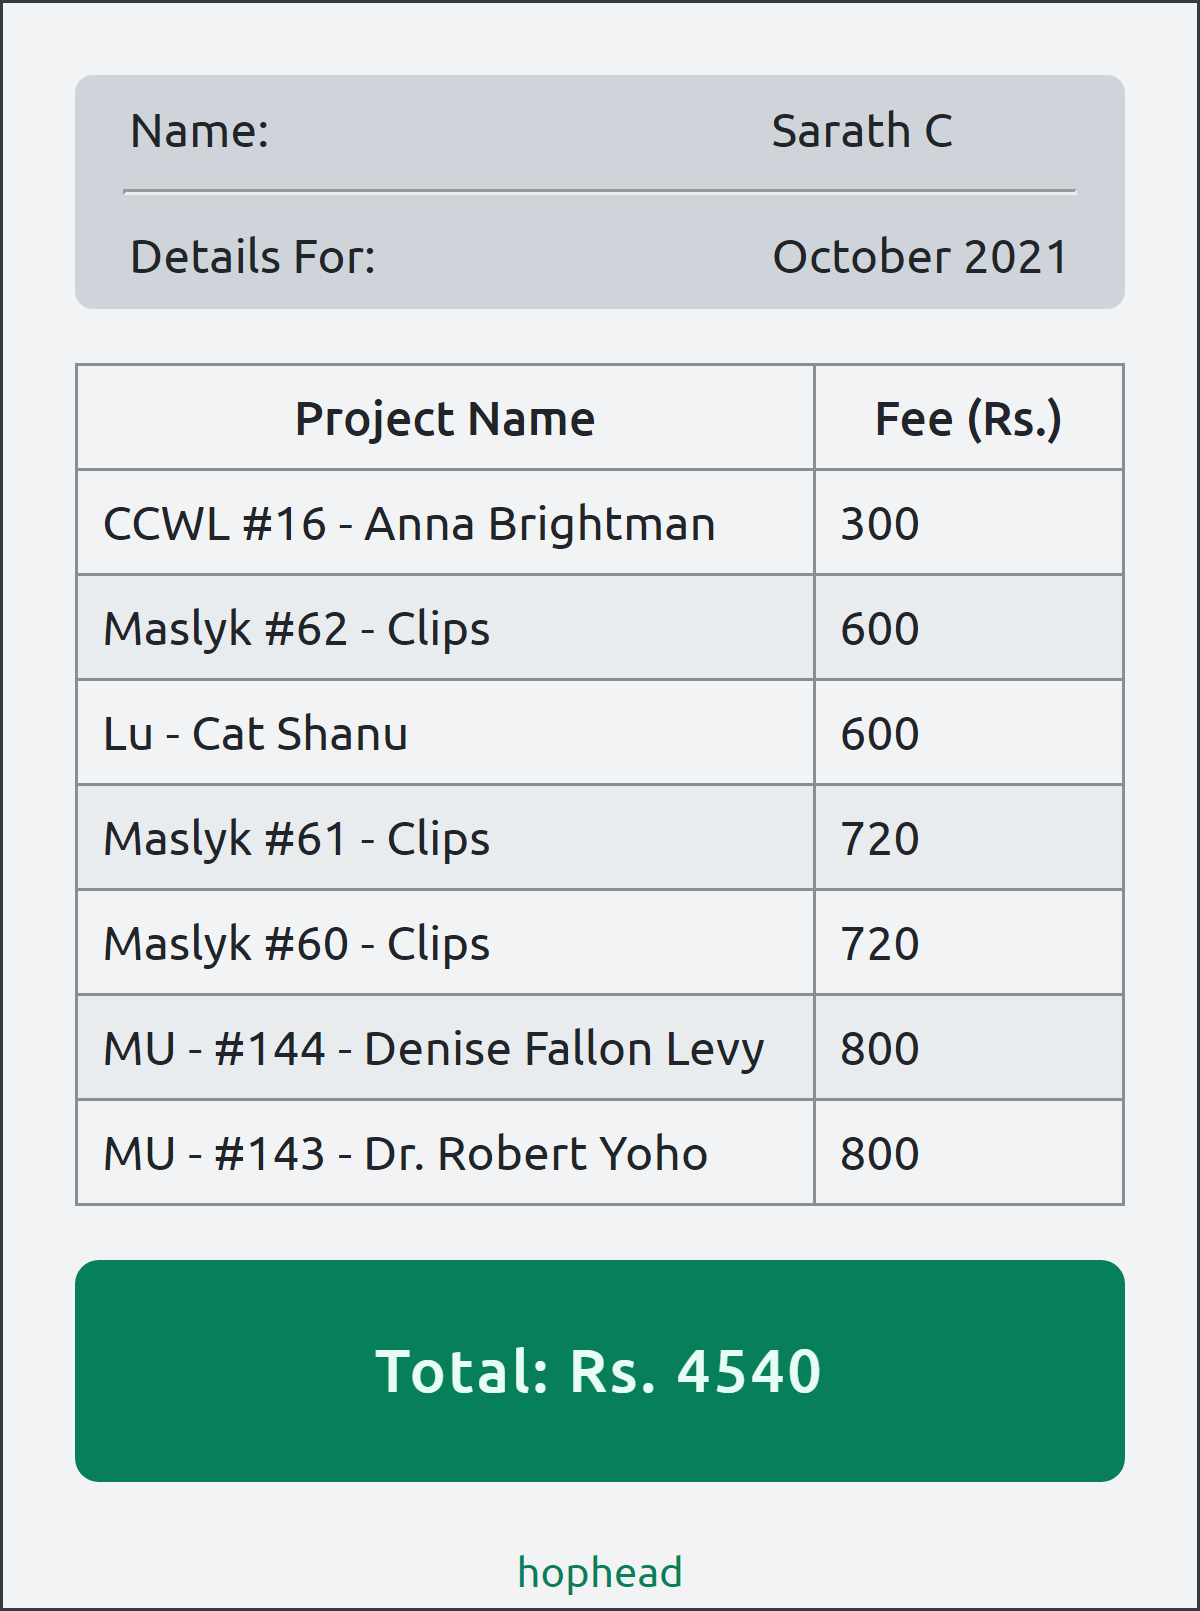 Name: Sarath C
Details For: October 2021
Project Name Fee (Rs.)
CCWL #16 - Anna Brightman 300
Maslyk #62 - Clips 600
Lu - Cat Shanu 600
Maslyk #61 - Clips 720
Maslyk #60 - Clips 720
MU - #144 - Denise Fallon Levy 800
MU - #143 - Dr. Robert Yoho 800
Total: Rs. 4540
hophead